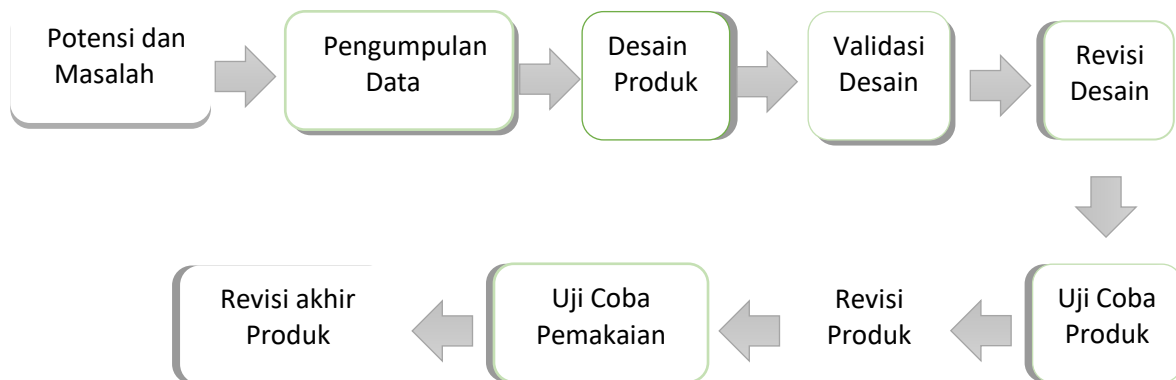 Potensi dan
Masalah
Pengumpulan
Data
Desain
Produk
Validasi
Desain
Revisi
Desain
Uji Coba
Produk
Revisi
Produk
Uji Coba
Pemakaian
Revisi akhir
Produk